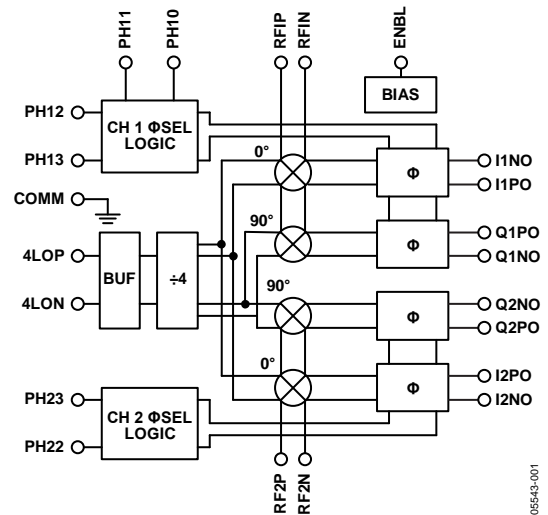 PH11
PH10
RFIP
RFIN
ENBL
BIAS
PH12
CH 1 ΦSEL
LOGIC
PH13
0°
Φ
I1NO
I1PO
COMM
90°
Φ
Q1PO
Q1NO
4LOP
BUF
÷4
4LON
90°
Φ
Q2NO
Q2PO
0°
Φ
I2PO
I2NO
PH23
CH 2 ΦSEL
LOGIC
PH22
RF2P
RF2N
05543-001